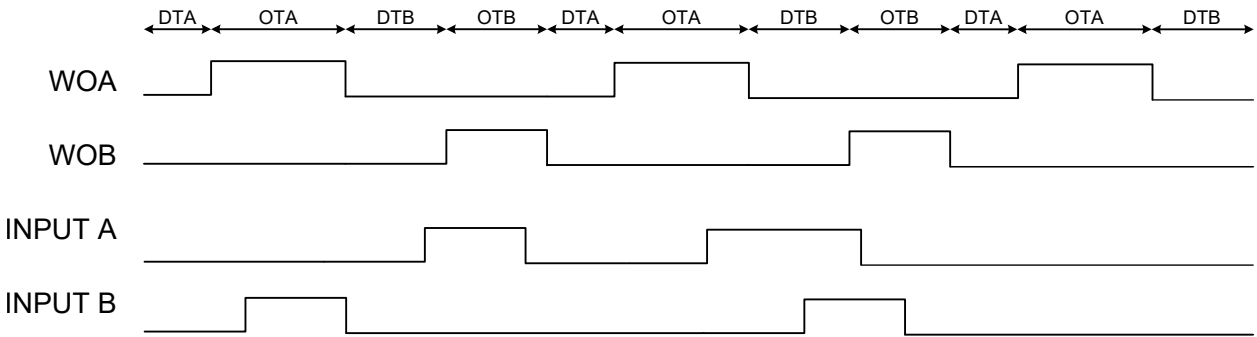 DTA OTA DTB OTB DTA OTA DTB OTB DTA OTA DTB
WOA
WOB
INPUT A
INPUT B